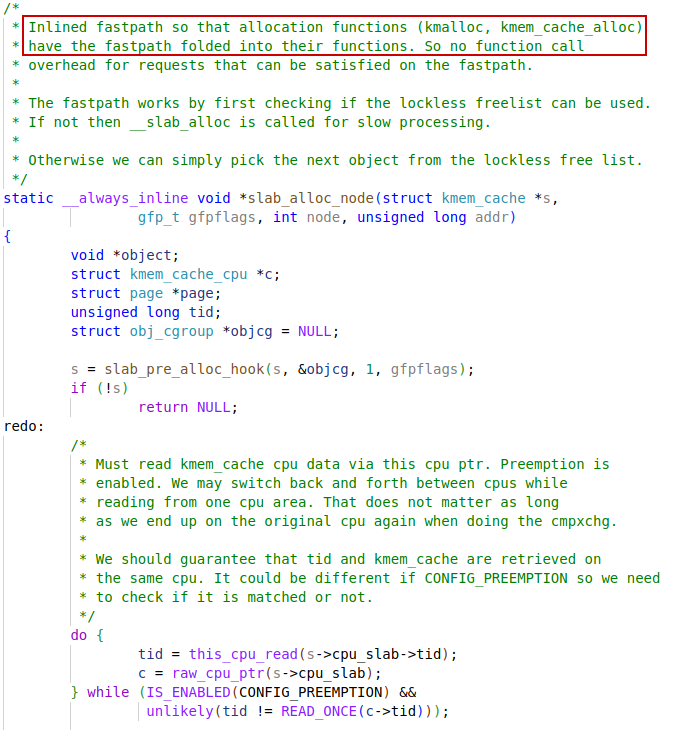 /*
 * Inlined fastpath so that allocation functions (kmalloc, kmem_cache_alloc)
 * have the fastpath folded into their functions. So no function call
 * overhead for requests that can be satisfied on the fastpath.
 *
 * The fastpath works by first checking if the lockless freelist can be used.
 * If not then __slab_alloc is called for slow processing.
 *
 * Otherwise we can simply pick the next object from the lockless free list.
 */
static __always_inline void *slab_alloc_node(struct kmem_cache *s,
                gfp_t gfpflags, int node, unsigned long addr)
{
        void *object;
        struct kmem_cache_cpu *c;
        struct page *page;
        unsigned long tid;
        struct obj_cgroup *objcg = NULL;

        s = slab_pre_alloc_hook(s, &objcg, 1, gfpflags);
        if (!s)
                return NULL;
redo:
        /*
         * Must read kmem_cache cpu data via this cpu ptr. Preemption is
         * enabled. We may switch back and forth between cpus while
         * reading from one cpu area. That does not matter as long
         * as we end up on the original cpu again when doing the cmpxchg.
         *
         * We should guarantee that tid and kmem_cache are retrieved on
         * the same cpu. It could be different if CONFIG_PREEMPTION so we need
         * to check if it is matched or not.
         */
        do {
                tid = this_cpu_read(s->cpu_slab->tid);
                c = raw_cpu_ptr(s->cpu_slab);
        } while (IS_ENABLED(CONFIG_PREEMPTION) &&
                 unlikely(tid != READ_ONCE(c->tid)));